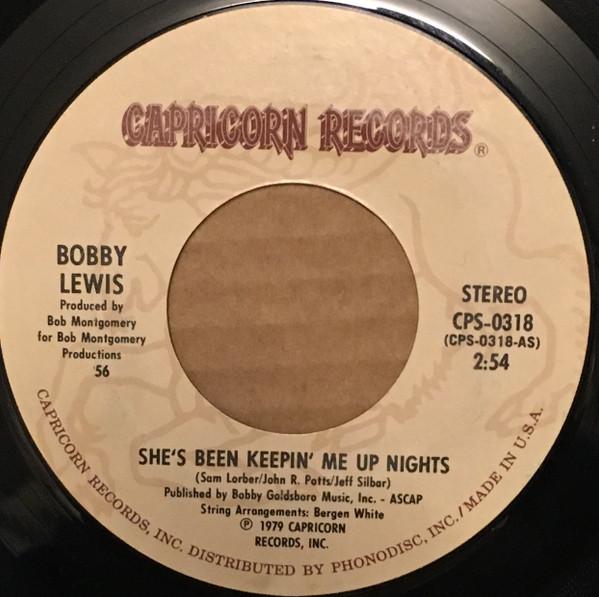 CAPRICORN RECORDS ®
BOBBY
LEWIS
Produced by
Bob Montgomery
for Bob Montgomery
Productions
56
STEREO
CPS-0318
(CPS-0318-AS)
2:54
SHE'S BEEN KEEPIN' ME UP NIGHTS
(Sam Lorber/John R. Potts/Jeff Silbar)
Published by Bobby Goldsboro Music, Inc. - ASCAP
String Arrangements: Bergen White
℗ 1979 CAPRICORN
RECORDS, INC.
CAPRICORN RECORDS, INC. DISTRIBUTED BY PHONODISC, INC./MADE IN U.S.A.